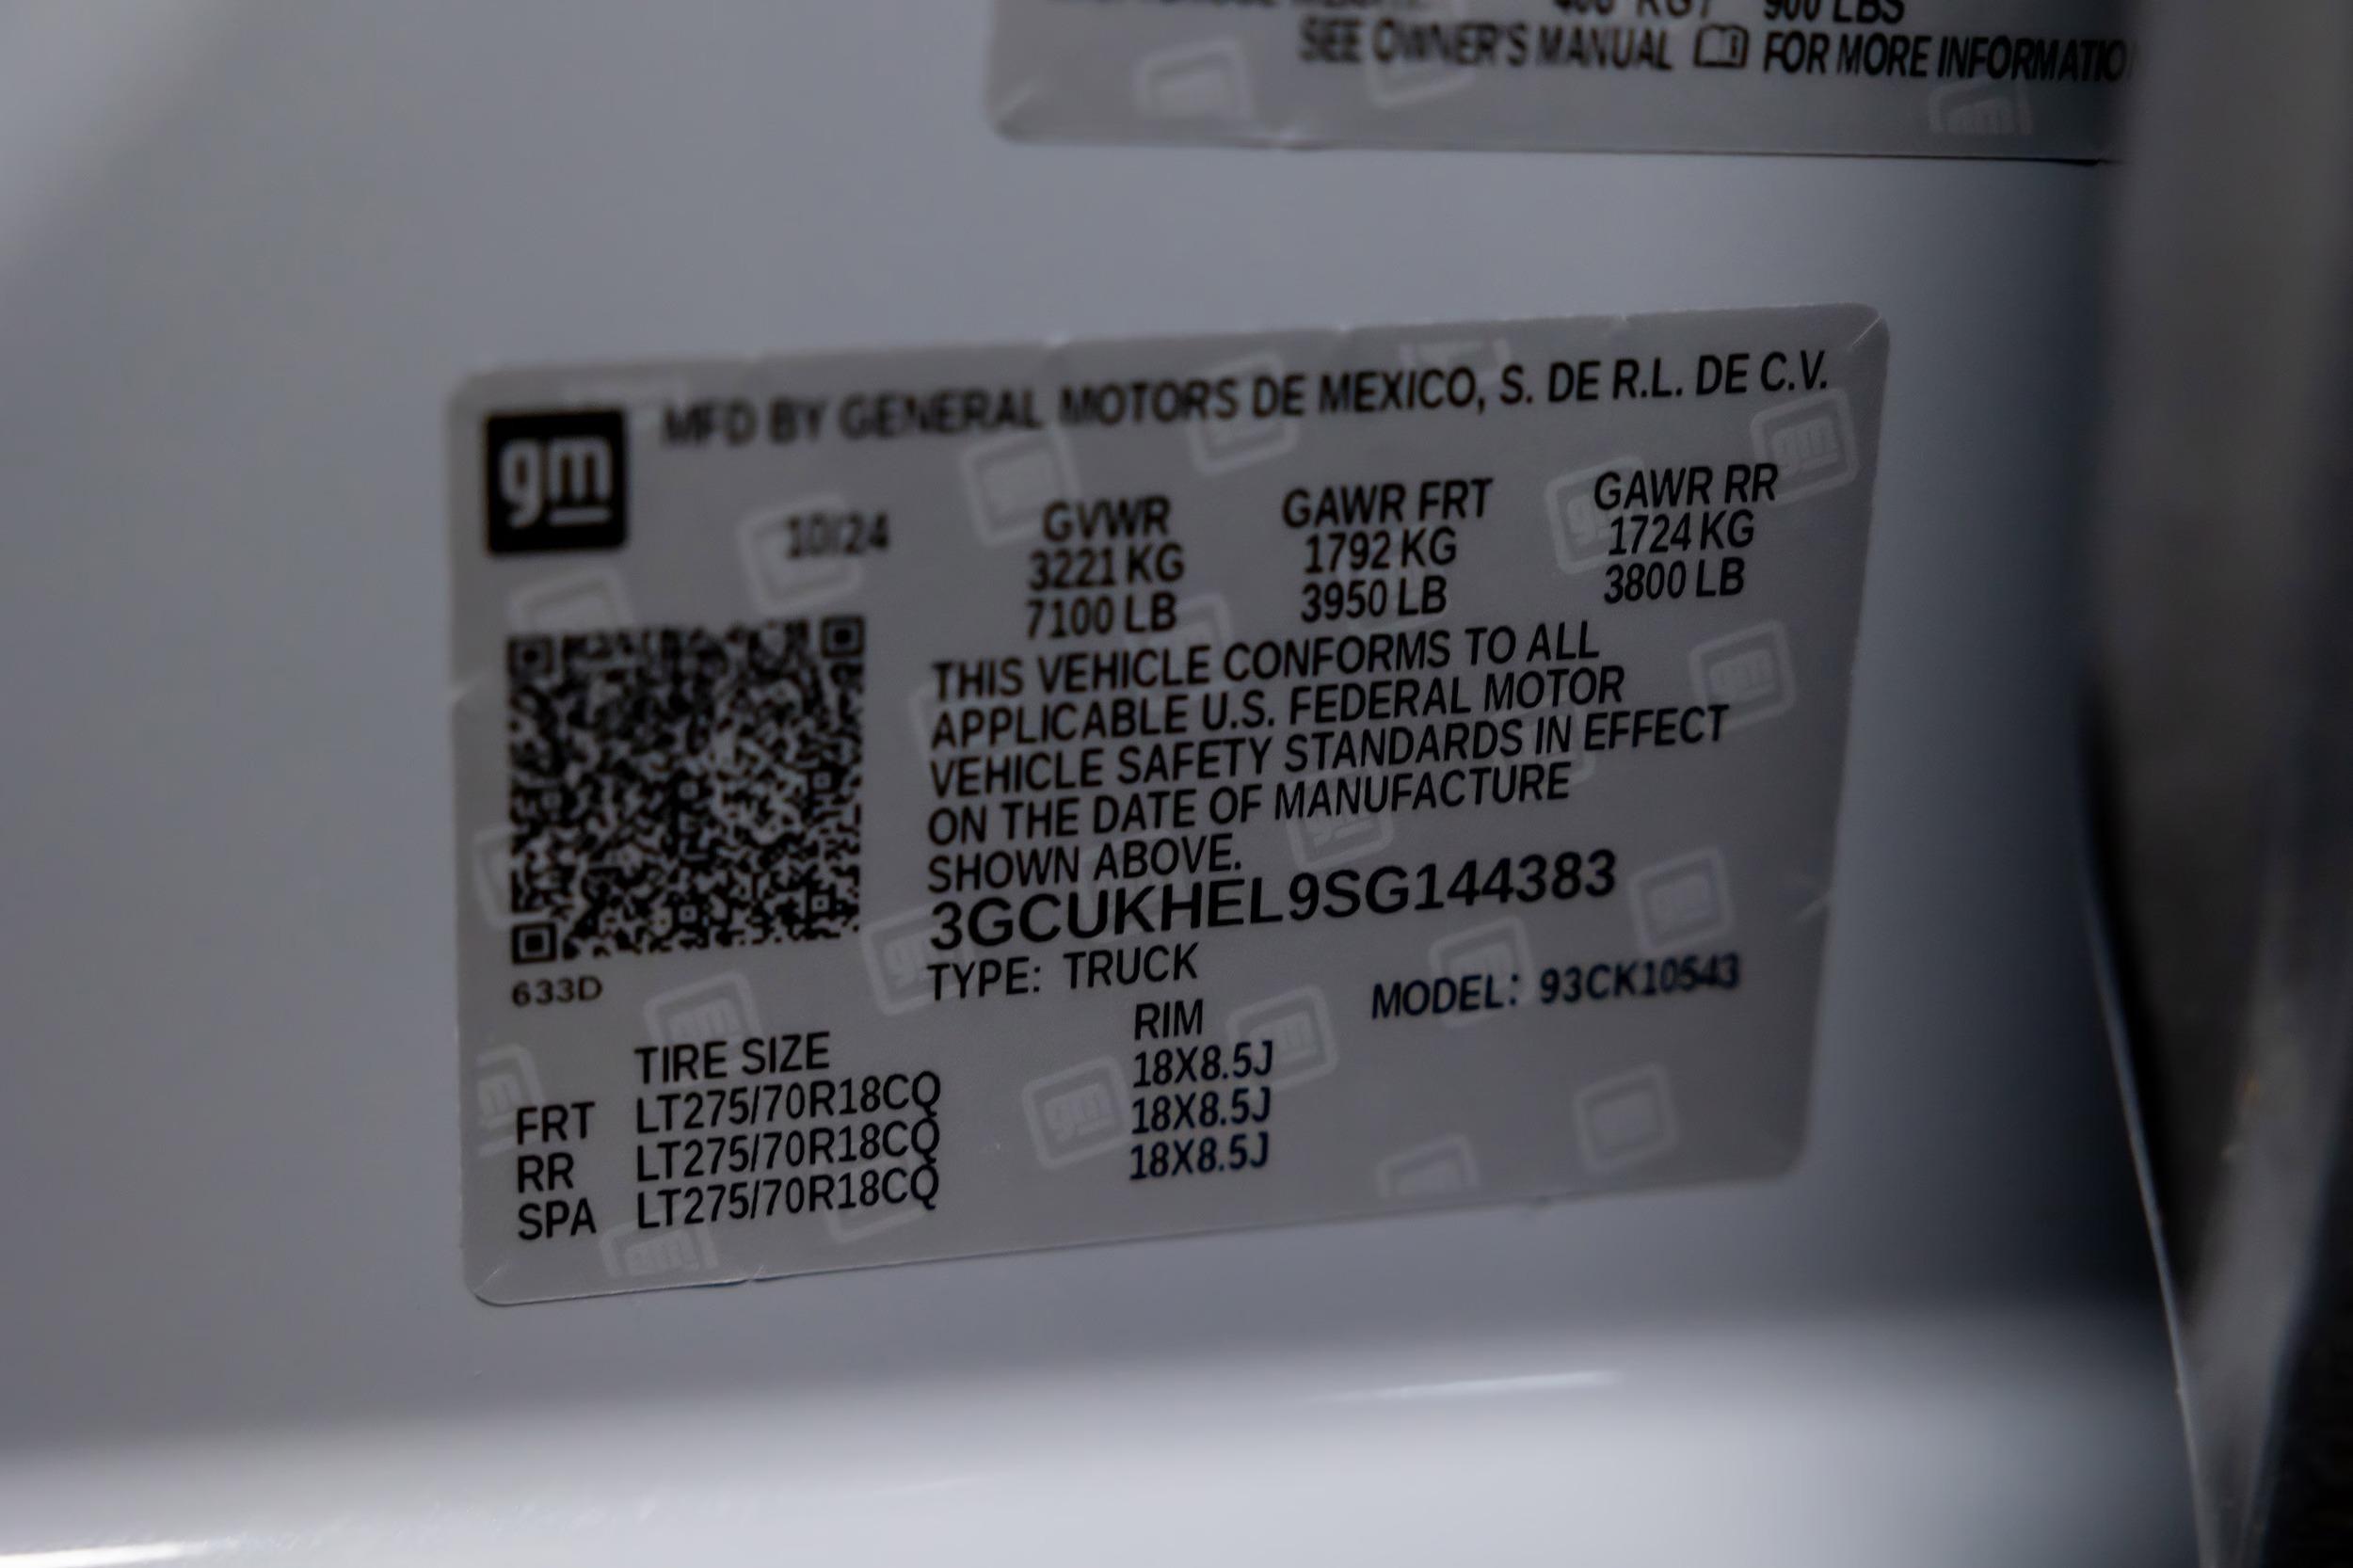 900 LBS
SEE OWNER'S MANUAL FOR MORE INFORMATIO
gm
MFD BY GENERAL MOTORS DE MEXICO, S. DE R.L. DE C.V.
10/24 GVWR GAWR FRT GAWR RR
3221 KG 1792 KG 1724 KG
7100 LB 3950 LB 3800 LB
THIS VEHICLE CONFORMS TO ALL
APPLICABLE U.S. FEDERAL MOTOR
VEHICLE SAFETY STANDARDS IN EFFECT
ON THE DATE OF MANUFACTURE
SHOWN ABOVE.
3GCUKHEL9SG144383
TYPE: TRUCK MODEL: 93CK10543
633D
TIRE SIZE RIM
FRT LT275/70R18CQ 18X8.5J
RR LT275/70R18CQ 18X8.5J
SPA LT275/70R18CQ 18X8.5J